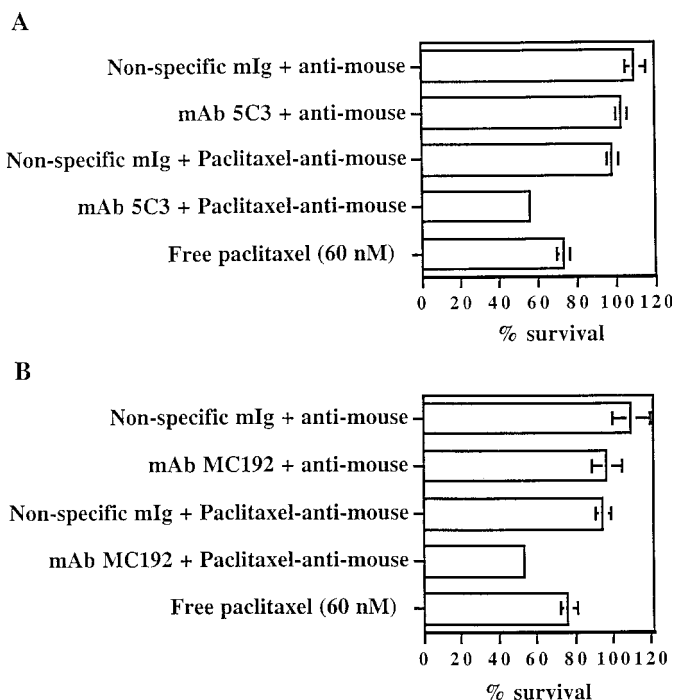 A
Non-specific mIg + anti-mouse
mAb 5C3 + anti-mouse
Non-specific mIg + Paclitaxel-anti-mouse
mAb 5C3 + Paclitaxel-anti-mouse
Free paclitaxel (60 nM)
0 20 40 60 80 100 120
% survival
B
Non-specific mIg + anti-mouse
mAb MC192 + anti-mouse
Non-specific mIg + Paclitaxel-anti-mouse
mAb MC192 + Paclitaxel-anti-mouse
Free paclitaxel (60 nM)
0 20 40 60 80 100 120
% survival